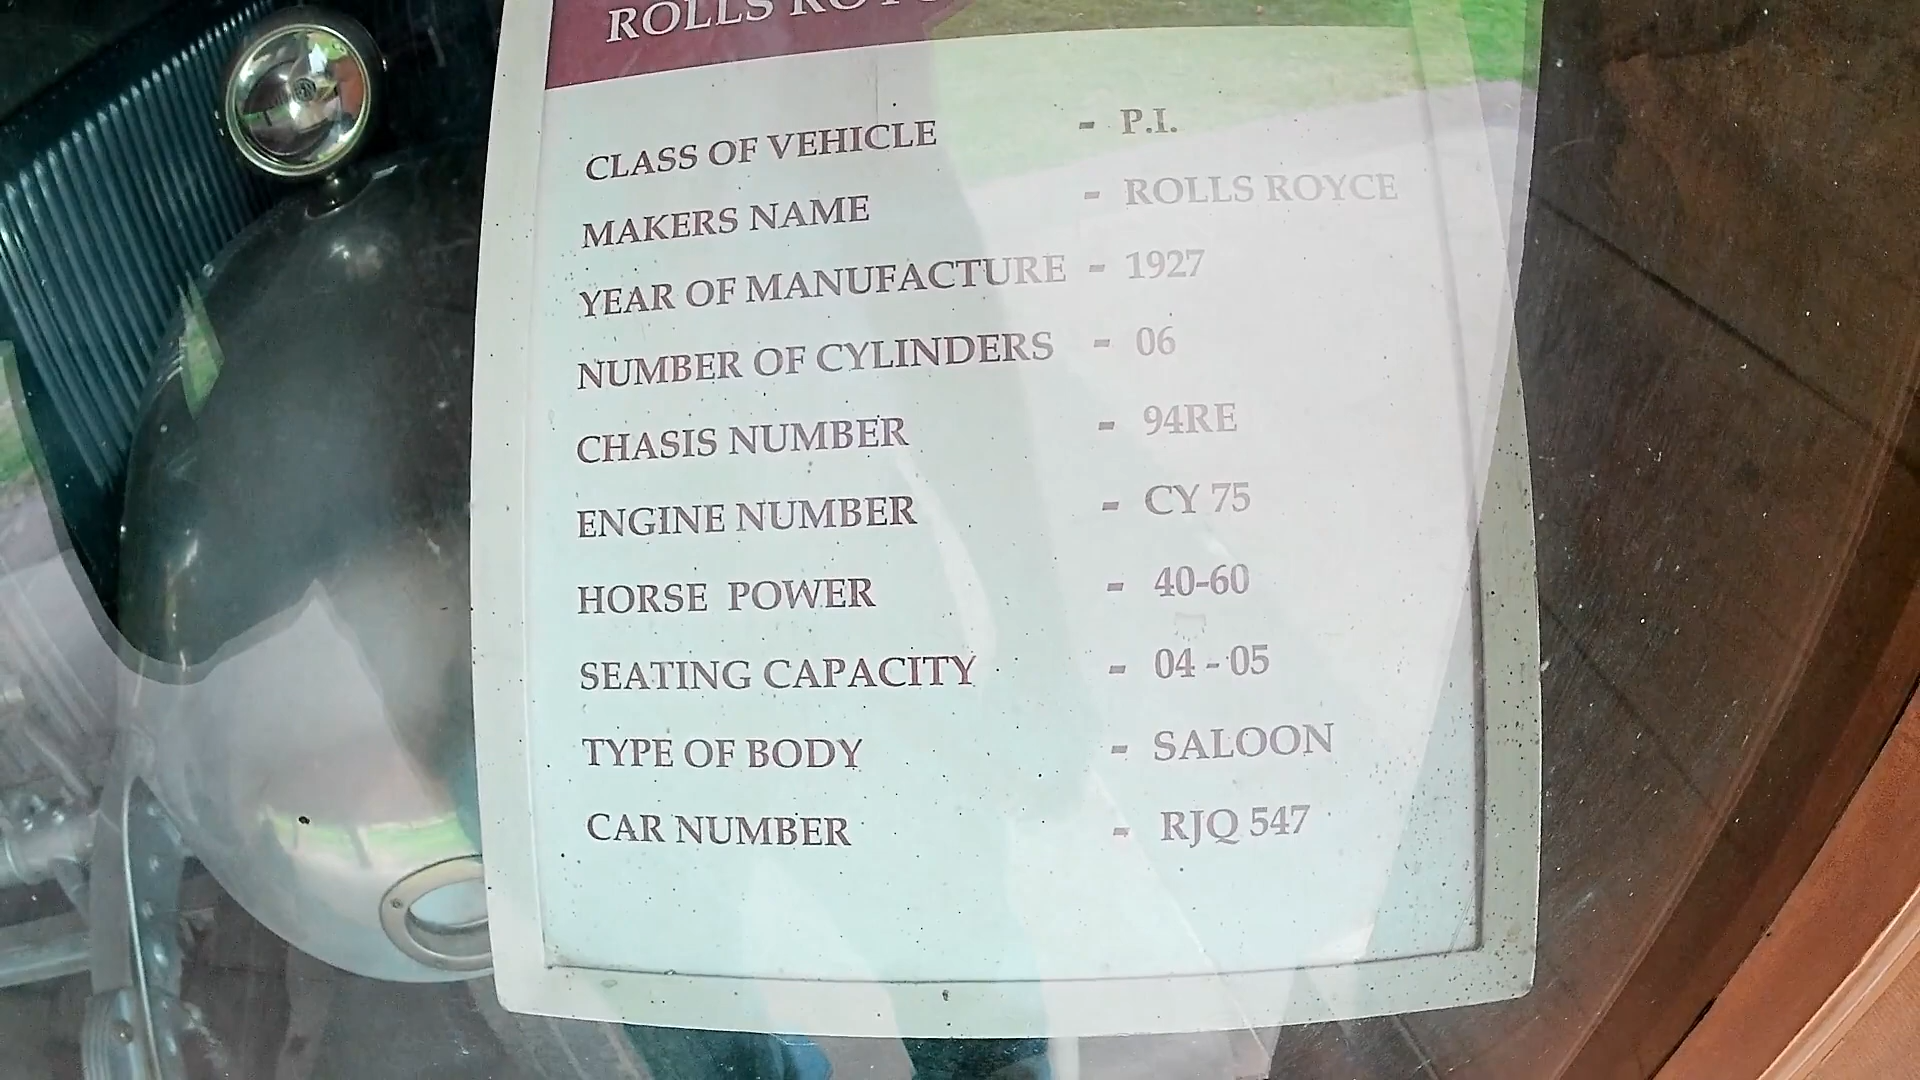 ROLLS ROYCE
CLASS OF VEHICLE - P.I.
MAKERS NAME - ROLLS ROYCE
YEAR OF MANUFACTURE - 1927
NUMBER OF CYLINDERS - 06
CHASIS NUMBER - 94RE
ENGINE NUMBER - CY 75
HORSE POWER - 40-60
SEATING CAPACITY - 04 - 05
TYPE OF BODY - SALOON
CAR NUMBER - RJQ 547